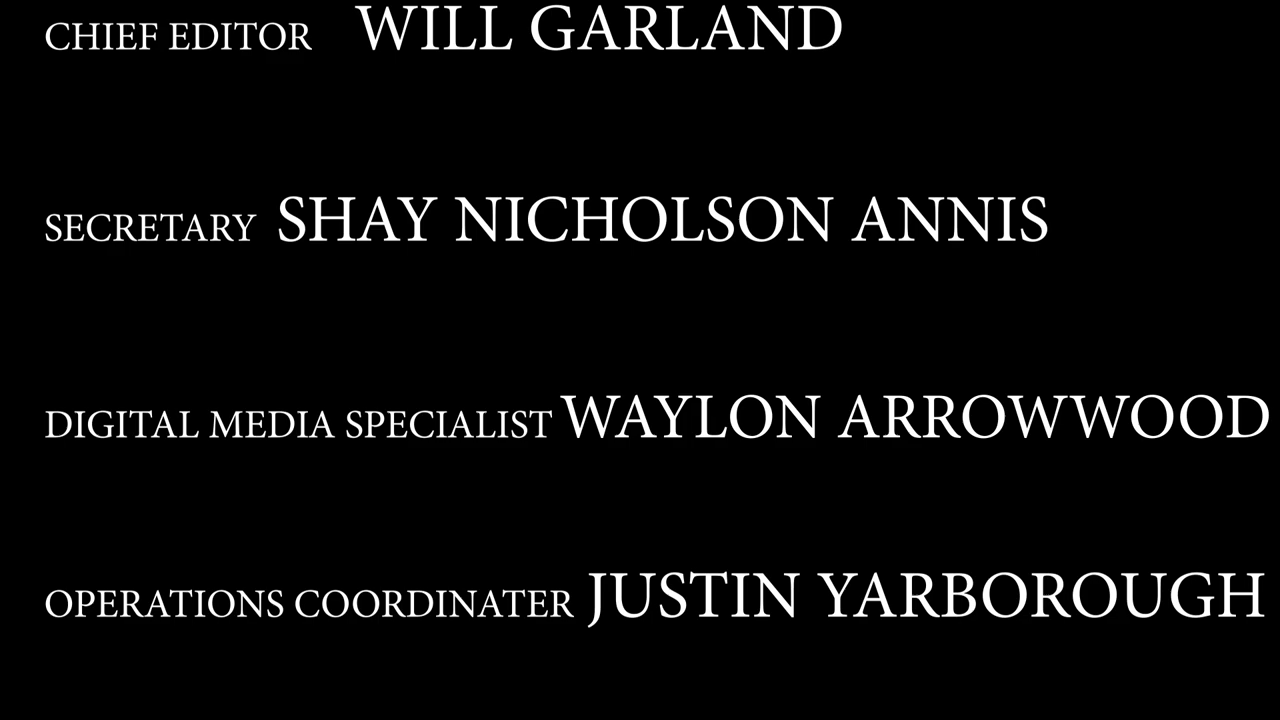 CHIEF EDITOR WILL GARLAND
SECRETARY SHAY NICHOLSON ANNIS
DIGITAL MEDIA SPECIALIST WAYLON ARROWWOOD
OPERATIONS COORDINATER JUSTIN YARBOROUGH